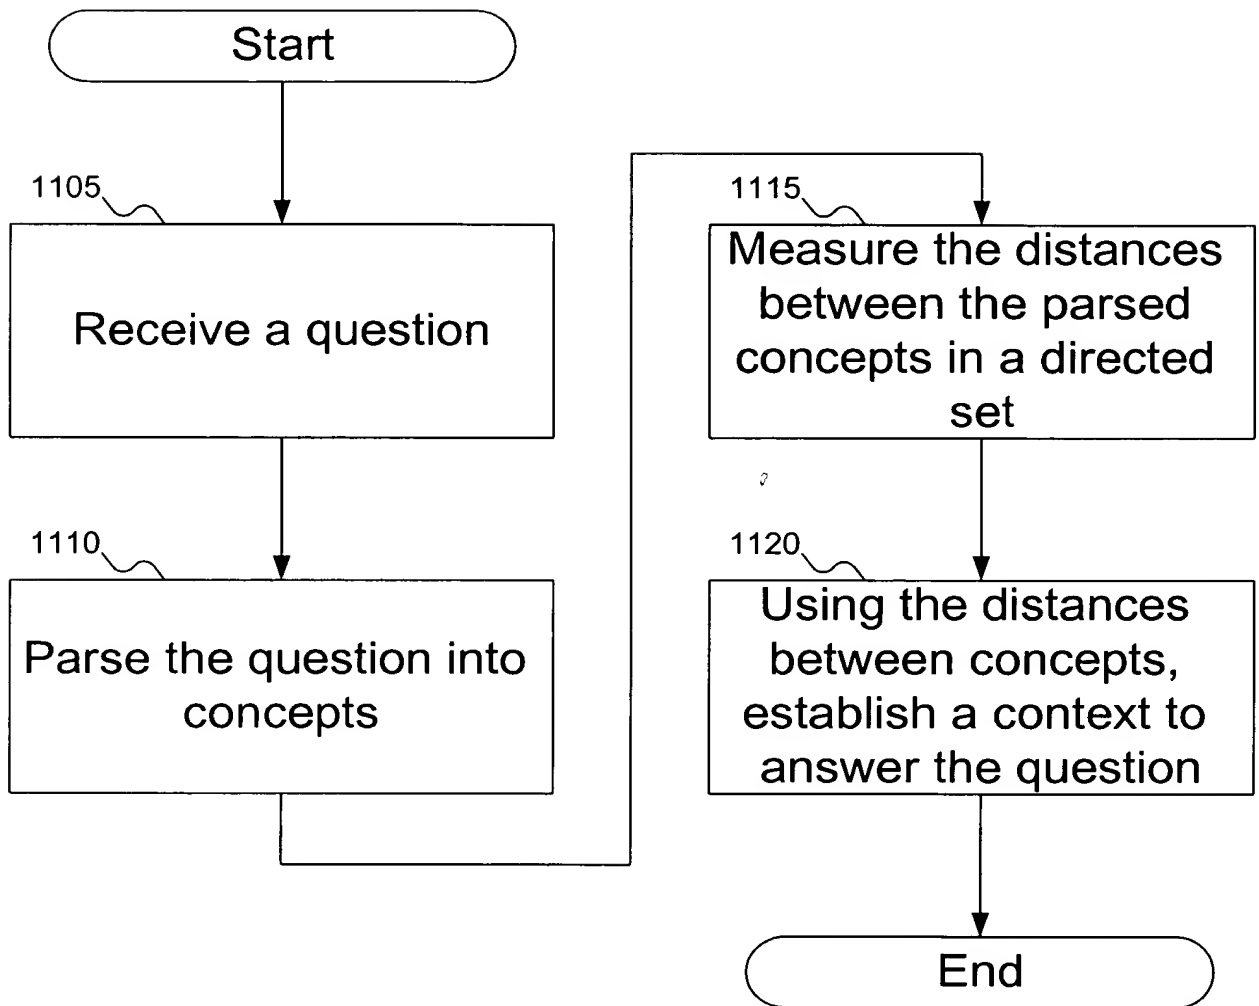 Start
1105
Receive a question
1110
Parse the question into
concepts
1115
Measure the distances
between the parsed
concepts in a directed
set
1120
Using the distances
between concepts,
establish a context to
answer the question
End